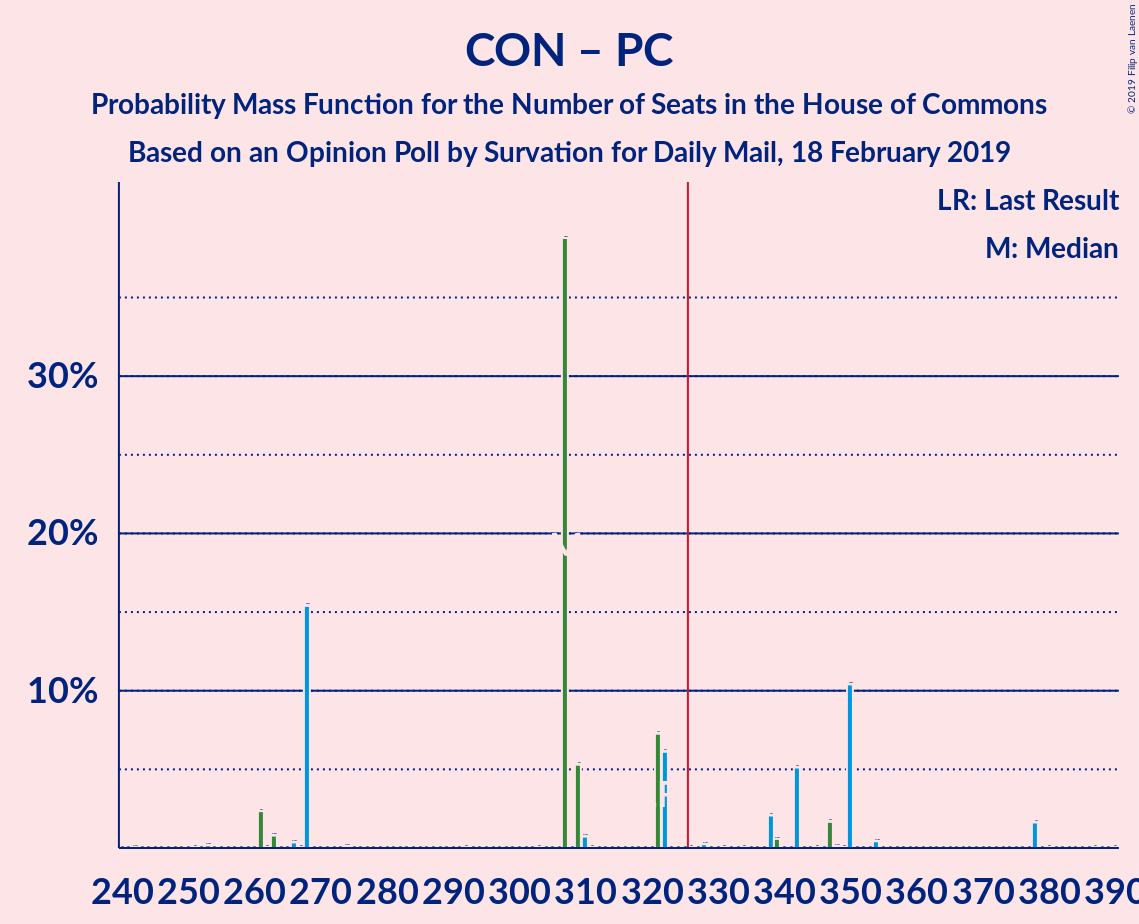 CON – PC
Probability Mass Function for the Number of Seats in the House of Commons
Based on an Opinion Poll by Survation for Daily Mail, 18 February 2019
© 2019 Filip van Laenen
LR: Last Result
M: Median
30%
20%
10%
240 250 260 270 280 290 300 310 320 330 340 350 360 370 380 390